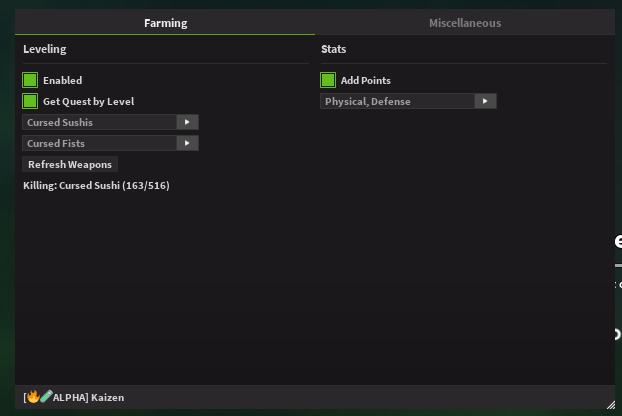 Farming
Miscellaneous
Leveling
Stats
Enabled
Add Points
Get Quest by Level
Physical, Defense
Cursed Sushis
Cursed Fists
Refresh Weapons
Killing: Cursed Sushi (163/516)
[🔥🧪ALPHA] Kaizen